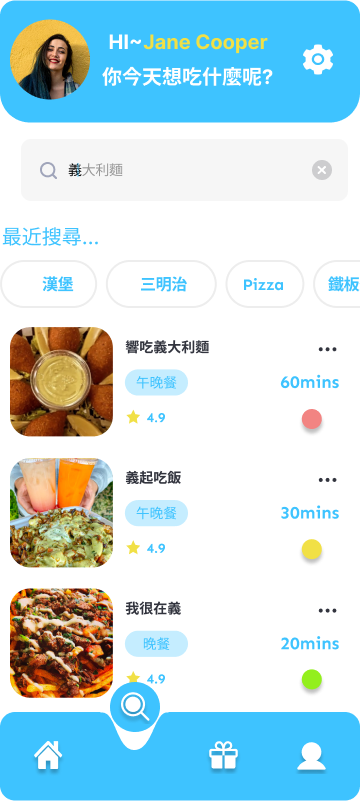 HI~Jane Cooper
你今天想吃什麼呢?
義大利麵
最近搜尋...
漢堡 三明治 Pizza 鐵板
響吃義大利麵
午晚餐 60mins
4.9
義起吃飯
午晚餐 30mins
4.9
我很在義
晚餐 20mins
4.9